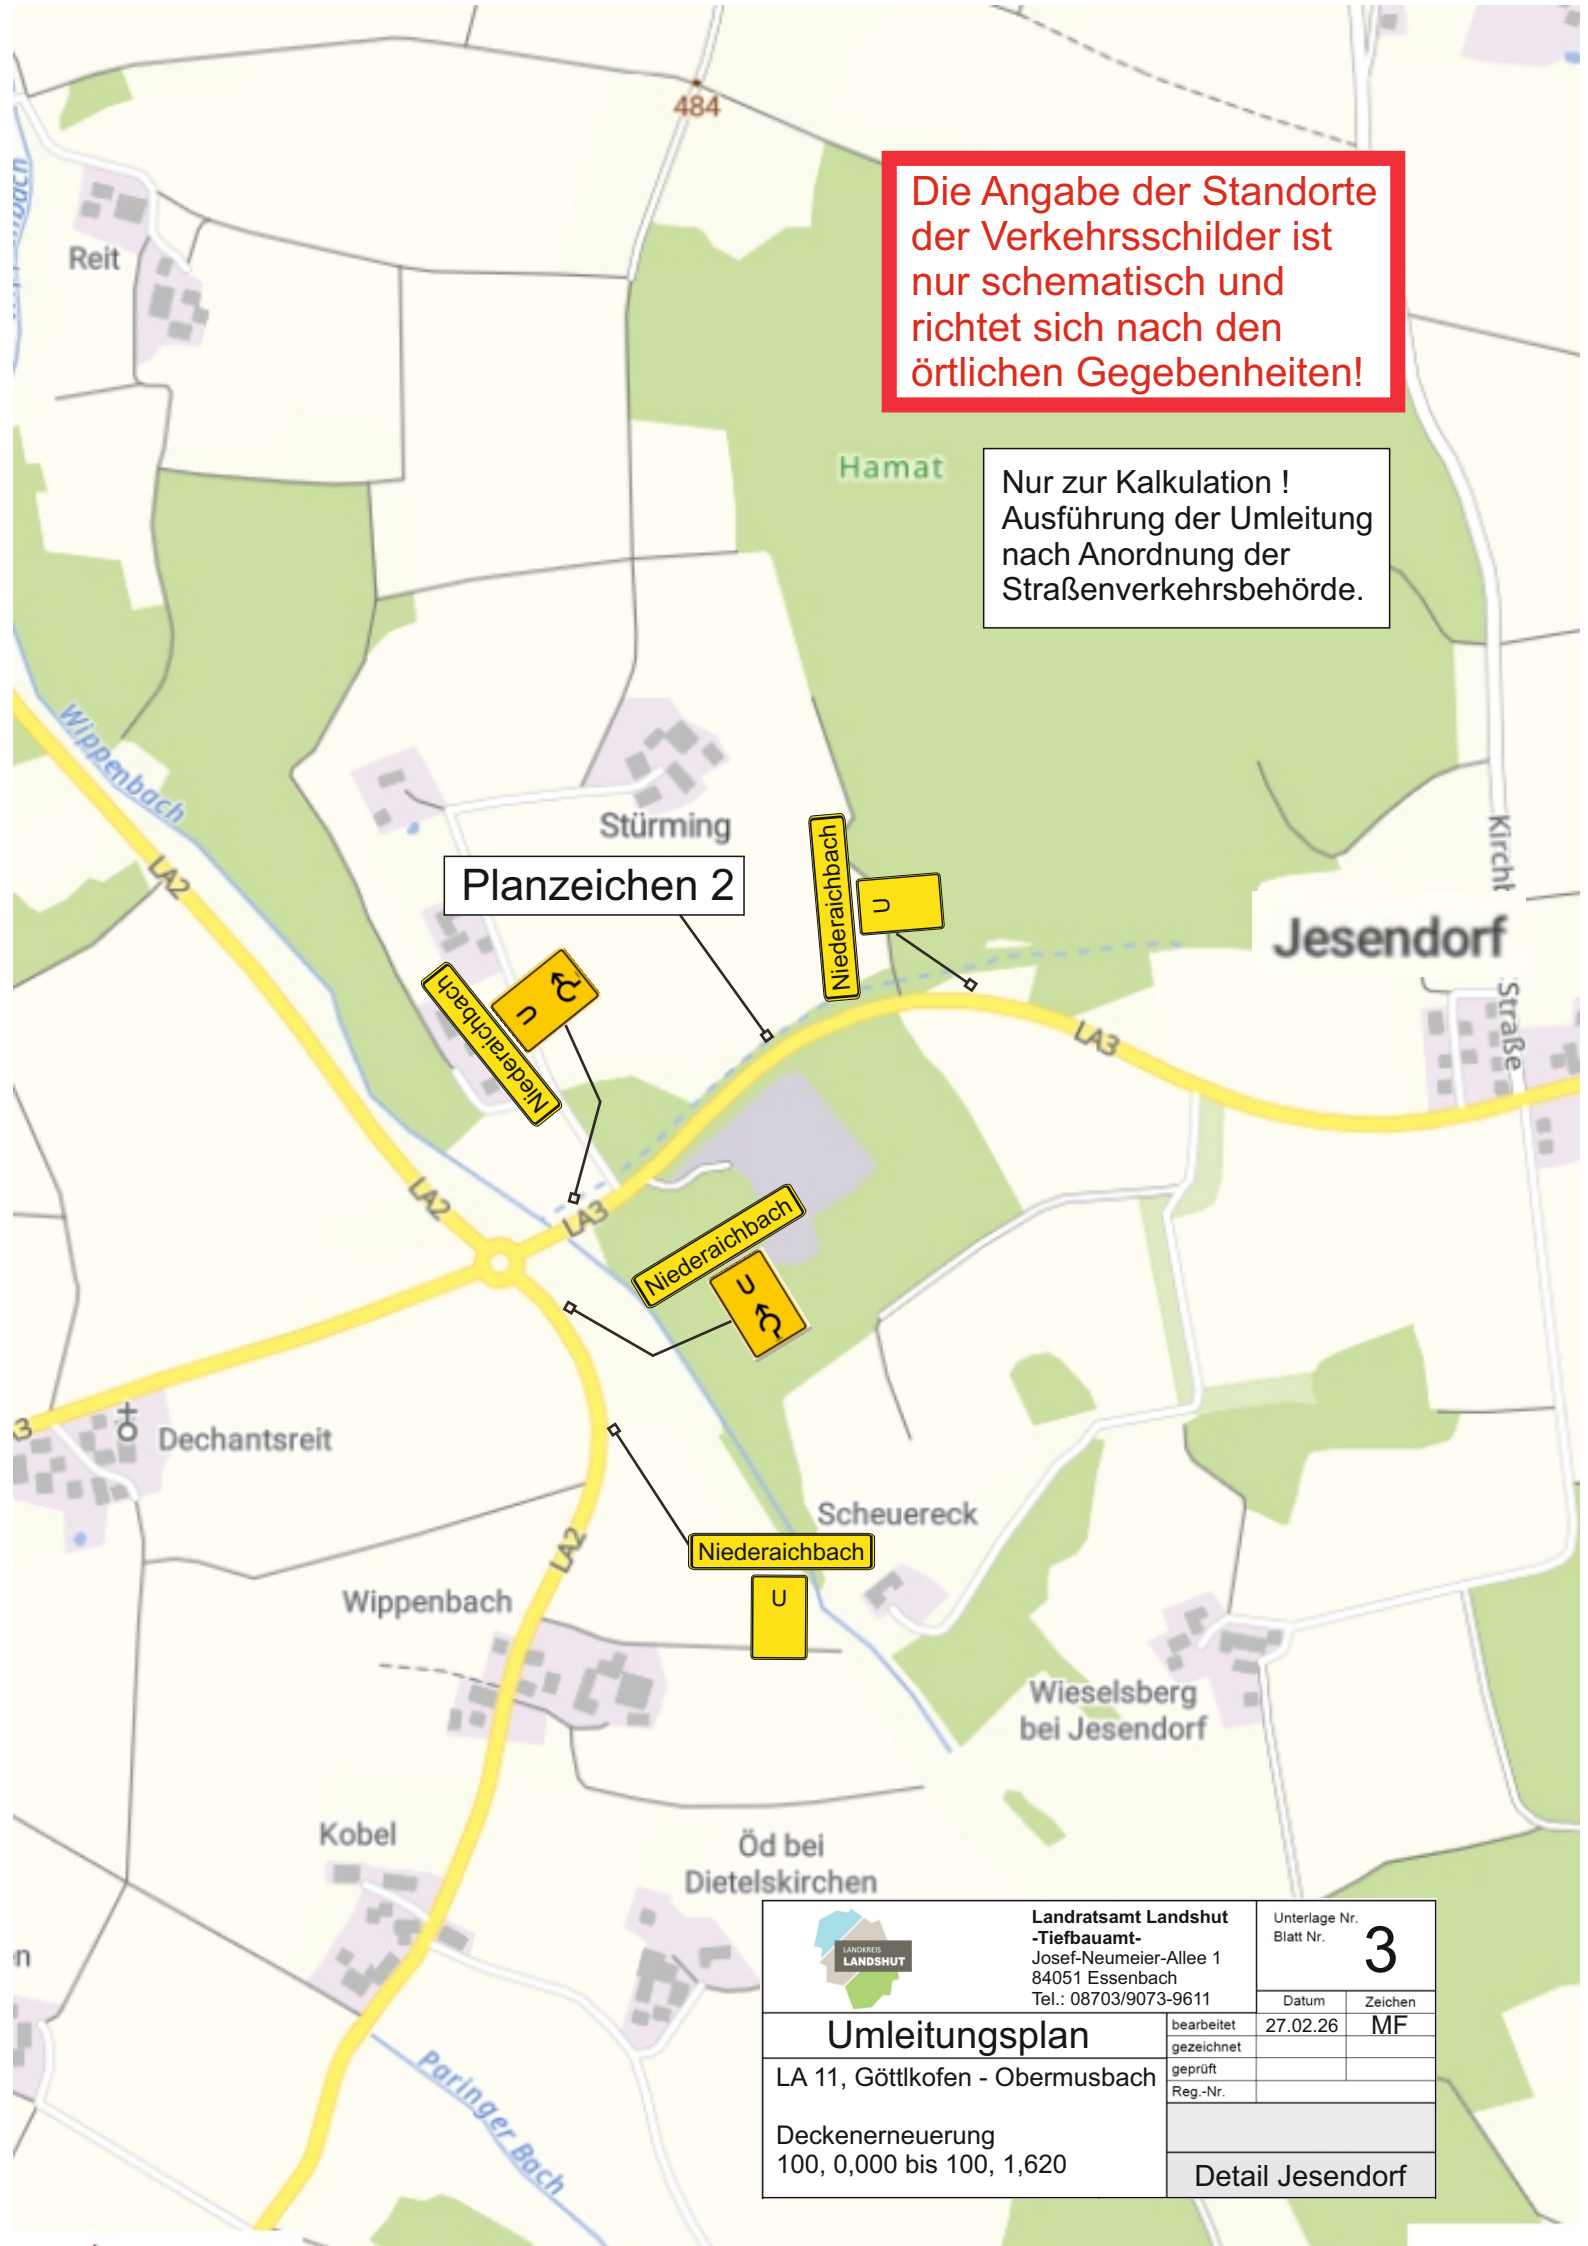 484
Reit
Die Angabe der Standorte
der Verkehrsschilder ist
nur schematisch und
richtet sich nach den
örtlichen Gegebenheiten!
Hamat
Nur zur Kalkulation !
Ausführung der Umleitung
nach Anordnung der
Straßenverkehrsbehörde.
Wippenbach
LA2
Stürming
Planzeichen 2
Niederaichbach
U
Jesendorf
Straße
Niederaichbach
U
LA3
LA2
LA3
Niederaichbach
U
3
Dechantsreit
Scheuereck
LA2
Niederaichbach
U
Wippenbach
Wieselsberg
bei Jesendorf
Kobel
Öd bei
Dietelskirchen
Paringer Bach
LANDKREIS
LANDSHUT
Landratsamt Landshut
-Tiefbauamt-
Josef-Neumeier-Allee 1
84051 Essenbach
Tel.: 08703/9073-9611
Unterlage Nr.
Blatt Nr.
3
Datum Zeichen
Umleitungsplan
bearbeitet 27.02.26 MF
gezeichnet
geprüft
Reg.-Nr.
LA 11, Göttlkofen - Obermusbach
Deckenerneuerung
100, 0,000 bis 100, 1,620
Detail Jesendorf